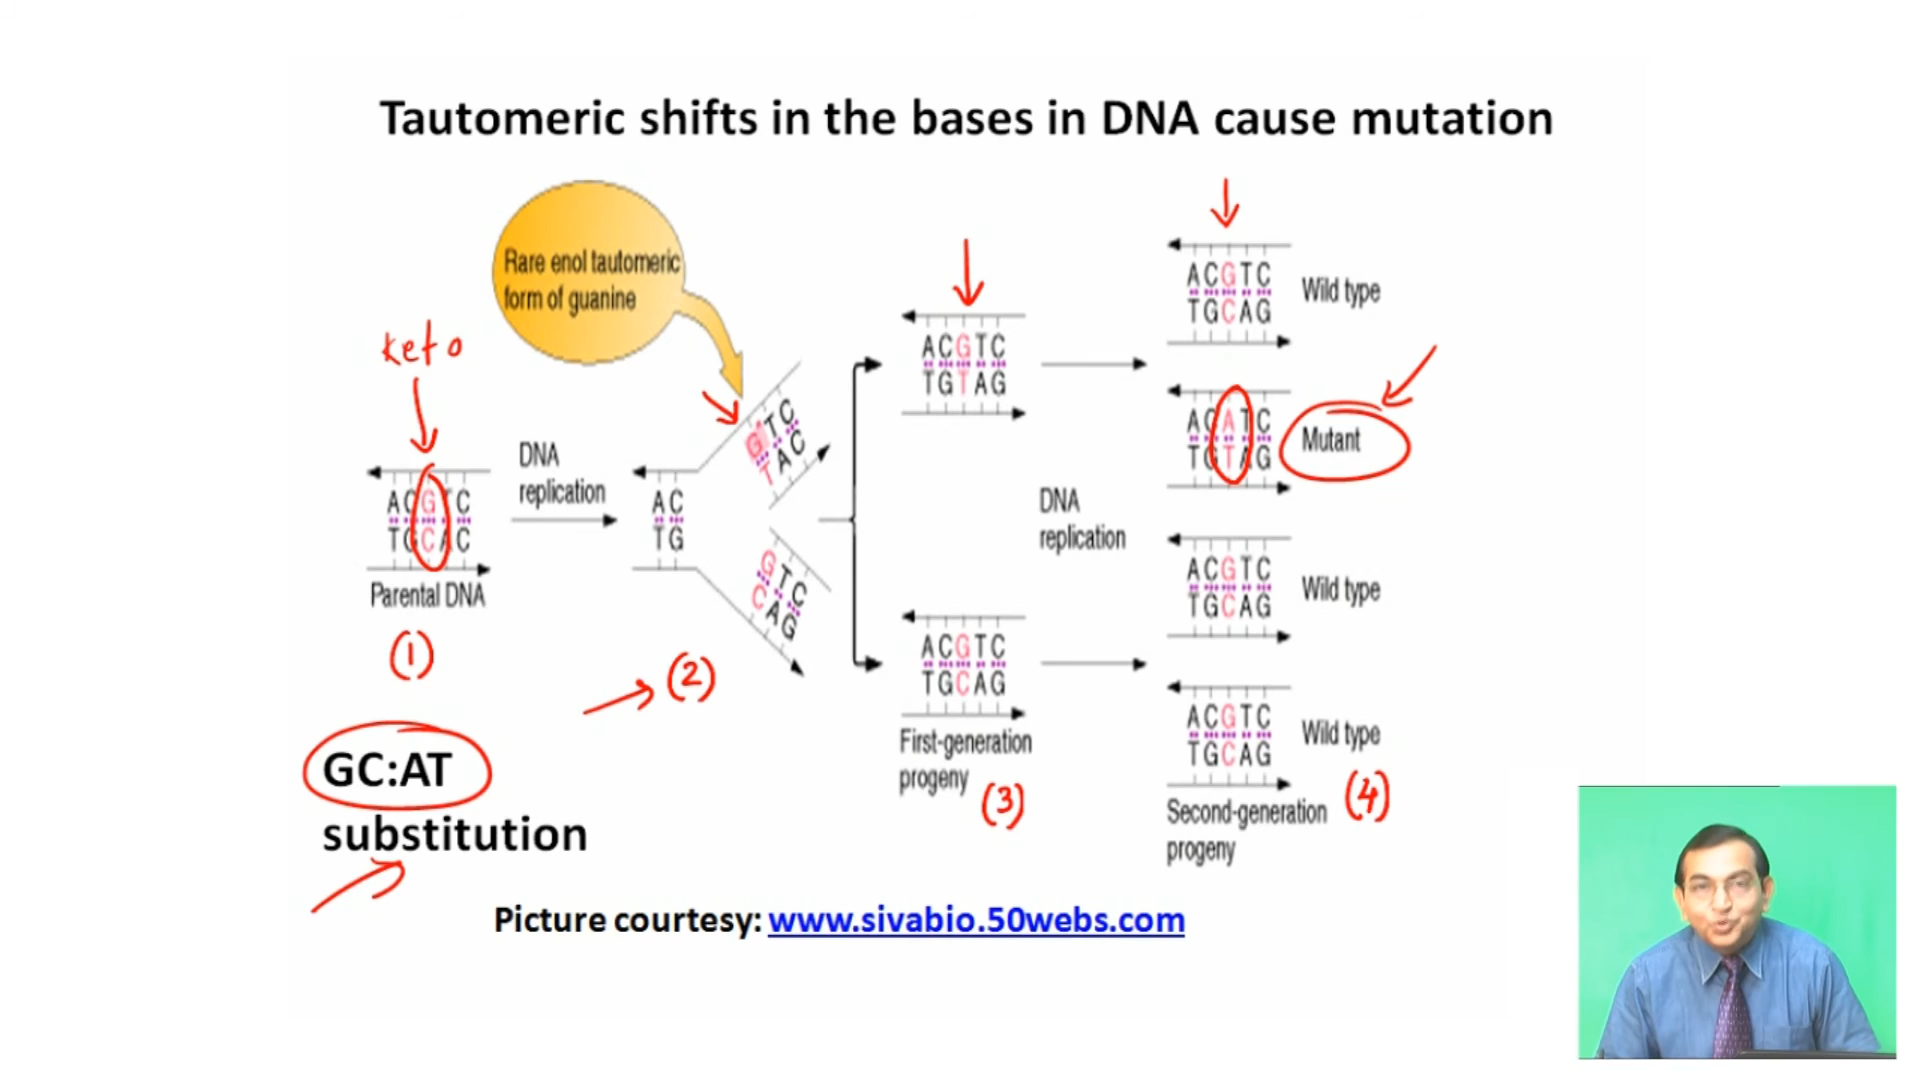 Tautomeric shifts in the bases in DNA cause mutation
Rare enol tautomeric
form of guanine
keto
ACGTC
TGCAC
Parental DNA
(1)
DNA
replication
AC
TG
GTC
TAC
GTC
CAG
(2)
ACGTC
TGTAG
ACGTC
TGCAG
First-generation
progeny
(3)
DNA
replication
ACGTC
TGCAG
Wild type
ACATC
TGTAG
Mutant
ACGTC
TGCAG
Wild type
ACGTC
TGCAG
Wild type
Second-generation
progeny
(4)
GC:AT
substitution
Picture courtesy: www.sivabio.50webs.com